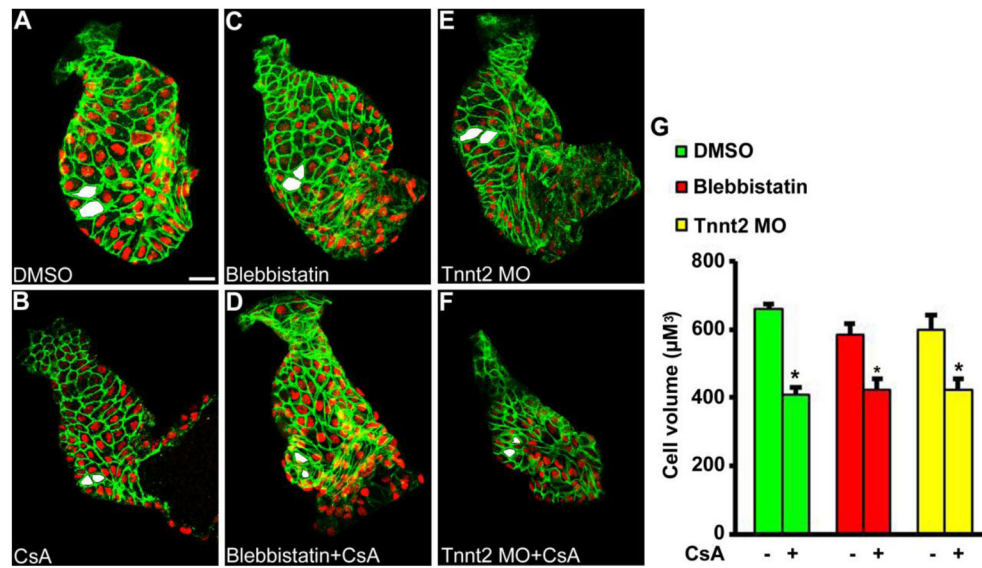 A
DMSO
C
Blebbistatin
E
Tnnt2 MO
B
CsA
D
Blebbistatin+CsA
F
Tnnt2 MO+CsA
G
DMSO
Blebbistatin
Tnnt2 MO
Cell volume (µM³)
800
600
400
200
0
* * *
CsA - + - + - +